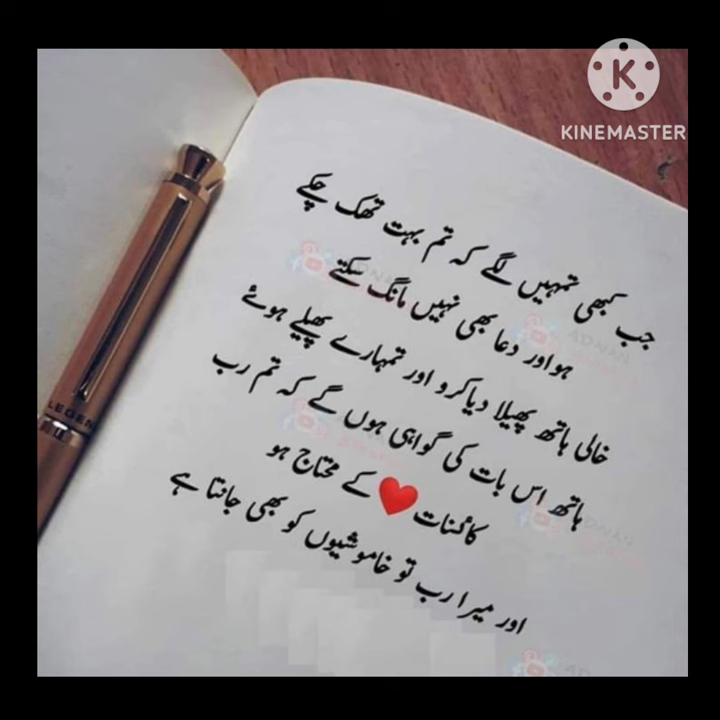 KINEMASTER
جب کبھی تمہیں لگے کہ تم بہت تھک چکے
ہو اور دعا بھی نہیں مانگ سکتے
خالی ہاتھ پھیلا دیا کرو اور تمہارے پھیلے ہوئے
ہاتھ اس بات کی گواہی ہوں گے کہ تم رب
کائنات ❤️ کے محتاج ہو
اور میرا رب تو خاموشیوں کو بھی جانتا ہے
LEGEN
ADNAN